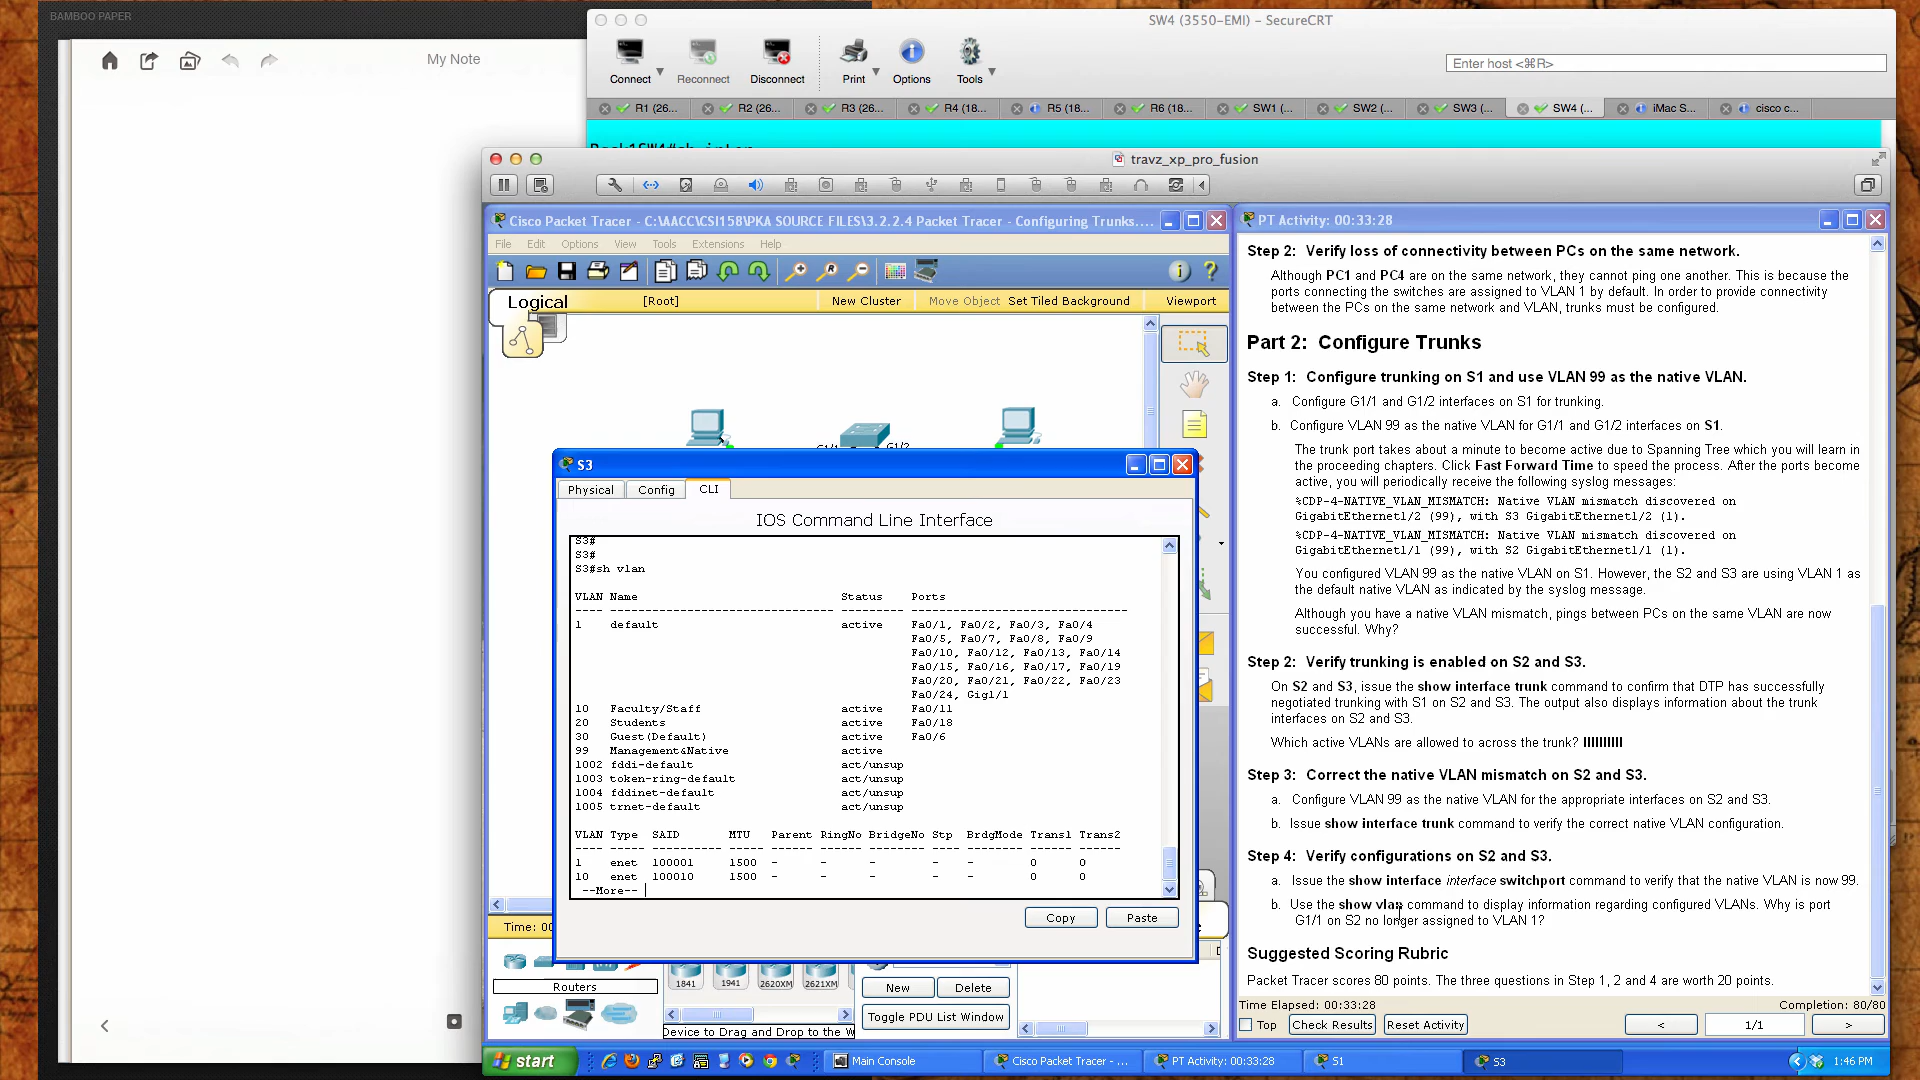 BAMBOO PAPER
My Note
SW4 (3550-EMI) – SecureCRT
Connect
Reconnect
Disconnect
Print
Options
Tools
Enter host <⌘R>
R1 (26...
R2 (26...
R3 (26...
R4 (18...
R5 (18...
R6 (18...
SW1 (...
SW2 (...
SW3 (...
SW4 (...
iMac S...
cisco c...
travz_xp_pro_fusion
Cisco Packet Tracer - C:\AACC\CSI158\PKA SOURCE FILES\3.2.2.4 Packet Tracer - Configuring Trunks....
File Edit Options View Tools Extensions Help
Logical
[Root]
New Cluster
Move Object
Set Tiled Background
Viewport
G1/1
G1/2
S3
Physical
Config
CLI
IOS Command Line Interface
S3#
S3#
S3#sh vlan
VLAN Name Status Ports
---- -------------------------------- --------- -------------------------------
1 default active Fa0/1, Fa0/2, Fa0/3, Fa0/4
Fa0/5, Fa0/7, Fa0/8, Fa0/9
Fa0/10, Fa0/12, Fa0/13, Fa0/14
Fa0/15, Fa0/16, Fa0/17, Fa0/19
Fa0/20, Fa0/21, Fa0/22, Fa0/23
Fa0/24, Gig1/1
10 Faculty/Staff active Fa0/11
20 Students active Fa0/18
30 Guest(Default) active Fa0/6
99 Management&Native active
1002 fddi-default act/unsup
1003 token-ring-default act/unsup
1004 fddinet-default act/unsup
1005 trnet-default act/unsup
VLAN Type SAID MTU Parent RingNo BridgeNo Stp BrdgMode Trans1 Trans2
---- ----- ---------- ----- ------ ------ -------- ---- -------- ------ ------
1 enet 100001 1500 - - - - - 0 0
10 enet 100010 1500 - - - - - 0 0
--More--
Copy
Paste
Time: 00
Routers
1841
1941
2620XM
2621XM
Device to Drag and Drop to the W
New
Delete
Toggle PDU List Window
PT Activity: 00:33:28
Step 2: Verify loss of connectivity between PCs on the same network.
Although PC1 and PC4 are on the same network, they cannot ping one another. This is because the
ports connecting the switches are assigned to VLAN 1 by default. In order to provide connectivity
between the PCs on the same network and VLAN, trunks must be configured.
Part 2: Configure Trunks
Step 1: Configure trunking on S1 and use VLAN 99 as the native VLAN.
a. Configure G1/1 and G1/2 interfaces on S1 for trunking.
b. Configure VLAN 99 as the native VLAN for G1/1 and G1/2 interfaces on S1.
The trunk port takes about a minute to become active due to Spanning Tree which you will learn in
the proceeding chapters. Click Fast Forward Time to speed the process. After the ports become
active, you will periodically receive the following syslog messages:
%CDP-4-NATIVE_VLAN_MISMATCH: Native VLAN mismatch discovered on
GigabitEthernet1/2 (99), with S3 GigabitEthernet1/2 (1).
%CDP-4-NATIVE_VLAN_MISMATCH: Native VLAN mismatch discovered on
GigabitEthernet1/1 (99), with S2 GigabitEthernet1/1 (1).
You configured VLAN 99 as the native VLAN on S1. However, the S2 and S3 are using VLAN 1 as
the default native VLAN as indicated by the syslog message.
Although you have a native VLAN mismatch, pings between PCs on the same VLAN are now
successful. Why?
Step 2: Verify trunking is enabled on S2 and S3.
On S2 and S3, issue the show interface trunk command to confirm that DTP has successfully
negotiated trunking with S1 on S2 and S3. The output also displays information about the trunk
interfaces on S2 and S3.
Which active VLANs are allowed to across the trunk?
Step 3: Correct the native VLAN mismatch on S2 and S3.
a. Configure VLAN 99 as the native VLAN for the appropriate interfaces on S2 and S3.
b. Issue show interface trunk command to verify the correct native VLAN configuration.
Step 4: Verify configurations on S2 and S3.
a. Issue the show interface interface switchport command to verify that the native VLAN is now 99.
b. Use the show vlan command to display information regarding configured VLANs. Why is port
G1/1 on S2 no longer assigned to VLAN 1?
Suggested Scoring Rubric
Packet Tracer scores 80 points. The three questions in Step 1, 2 and 4 are worth 20 points.
Time Elapsed: 00:33:28
Completion: 80/80
Top
Check Results
Reset Activity
<
1/1
>
start
Main Console
Cisco Packet Tracer - ...
PT Activity: 00:33:28
S1
S3
1:46 PM